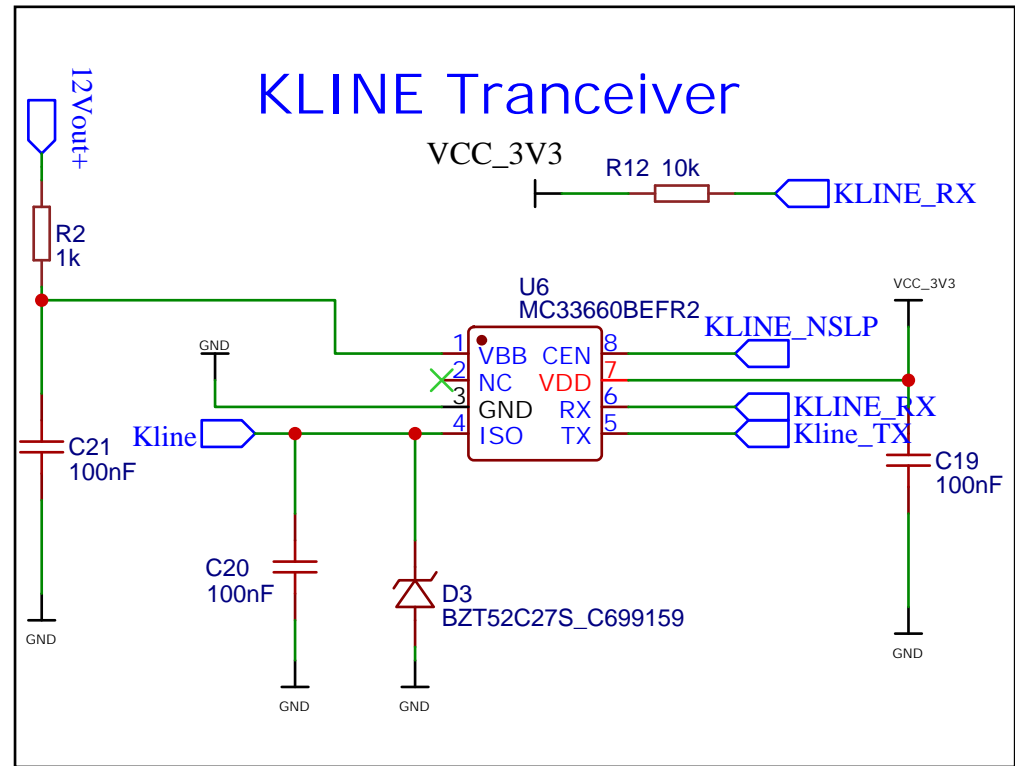 KLINE Tranceiver
12Vout+
VCC_3V3
R12 10k
KLINE_RX
R2
1k
U6
MC33660BEFR2
VCC_3V3
KLINE_NSLP
GND
1
VBB
CEN
8
2
NC
VDD
7
3
GND
RX
6
KLINE_RX
Kline
4
ISO
TX
5
Kline_TX
C21
100nF
C19
100nF
C20
100nF
D3
BZT52C27S_C699159
GND
GND
GND
GND